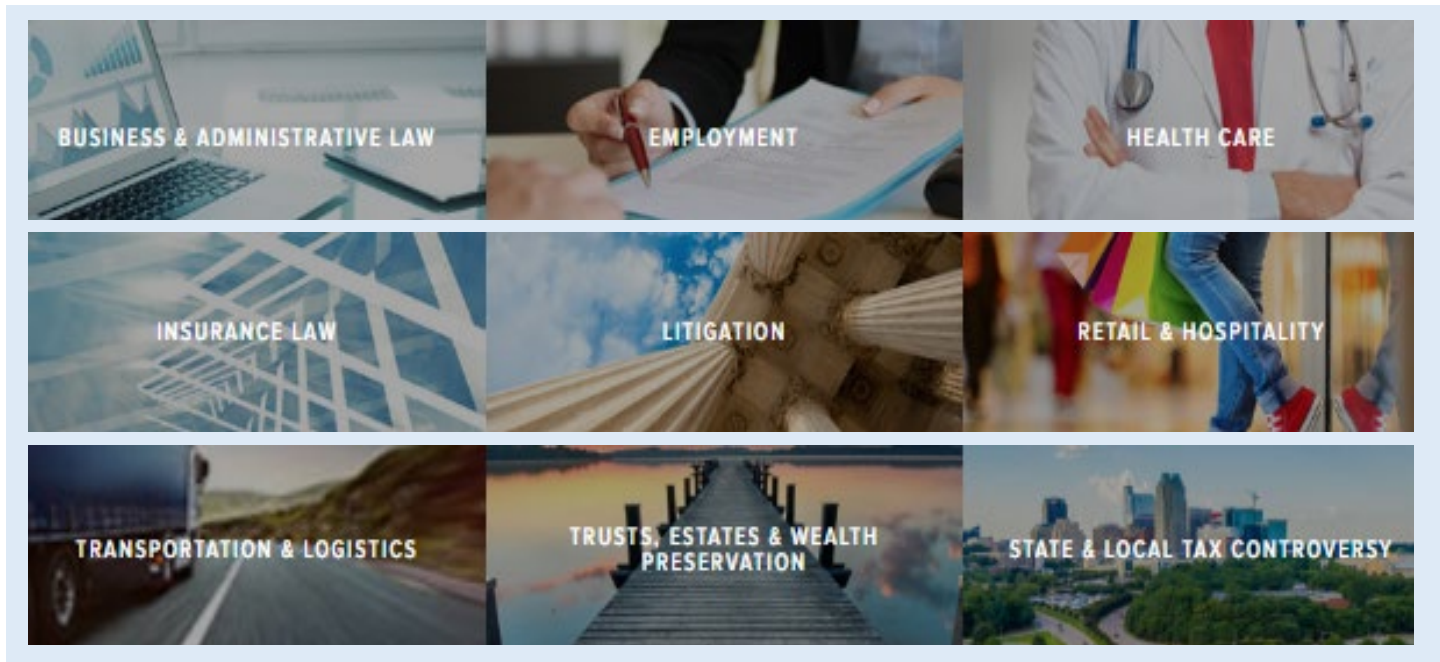 BUSINESS & ADMINISTRATIVE LAW
EMPLOYMENT
HEALTH CARE
INSURANCE LAW
LITIGATION
RETAIL & HOSPITALITY
TRANSPORTATION & LOGISTICS
TRUSTS, ESTATES & WEALTH
PRESERVATION
STATE & LOCAL TAX CONTROVERSY